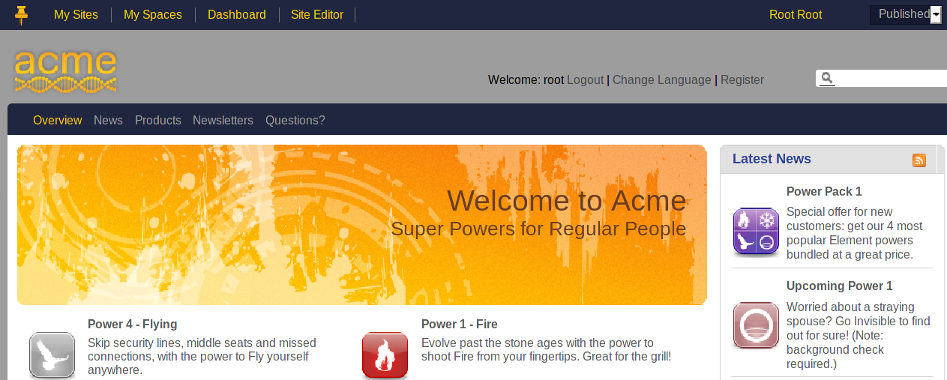 My Sites My Spaces Dashboard Site Editor Root Root Published
acme
Welcome: root Logout | Change Language | Register
Overview News Products Newsletters Questions?
Welcome to Acme
Super Powers for Regular People
Power 4 - Flying
Skip security lines, middle seats and missed
connections, with the power to Fly yourself
anywhere.
Power 1 - Fire
Evolve past the stone ages with the power to
shoot Fire from your fingertips. Great for the grill!
Latest News
Power Pack 1
Special offer for new
customers: get our 4 most
popular Element powers
bundled at a great price.
Upcoming Power 1
Worried about a straying
spouse? Go Invisible to find
out for sure! (Note:
background check
required.)